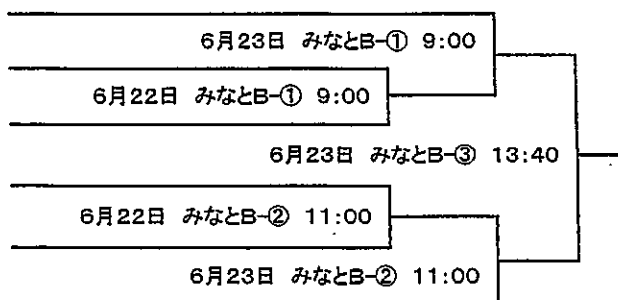 6月23日 みなとB-① 9:00
6月22日 みなとB-① 9:00
6月23日 みなとB-③ 13:40
6月22日 みなとB-② 11:00
6月23日 みなとB-② 11:00